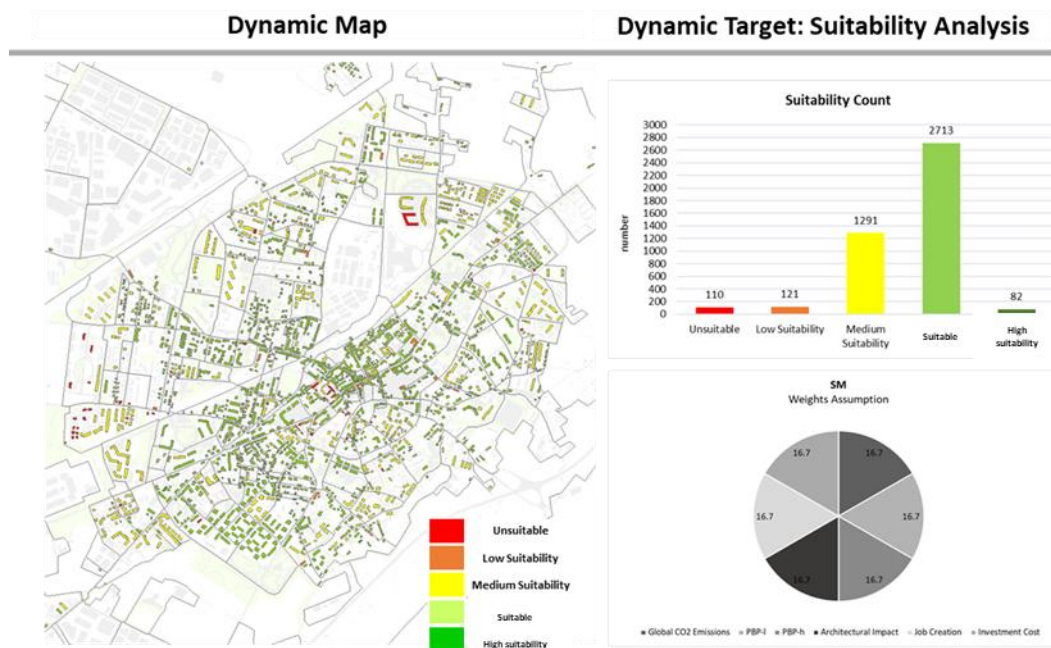 Dynamic Map
Dynamic Target: Suitability Analysis
Unsuitable
Low Suitability
Medium Suitability
Suitable
High suitability
Suitability Count
number
3000
2800
2600
2400
2200
2000
1800
1600
1400
1200
1000
800
600
400
200
0
110
121
1291
2713
82
Unsuitable
Low Suitability
Medium
Suitability
Suitable
High
suitability
SM
Weights Assumption
16.7
16.7
16.7
16.7
16.7
16.7
Global CO2 Emissions
PBP-l
PBP-h
Architectural Impact
Job Creation
Investment Cost